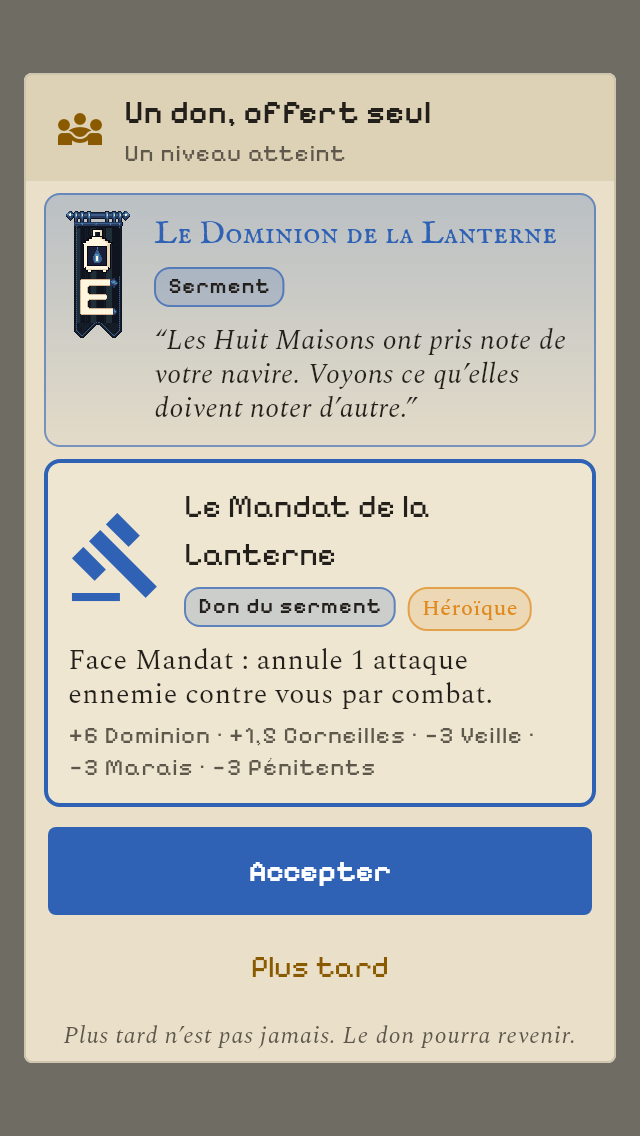 Un don, offert seul
Un niveau atteint
E
Le Dominion de la Lanterne
Serment
“Les Huit Maisons ont pris note de
votre navire. Voyons ce qu’elles
doivent noter d’autre.”
Le Mandat de la
Lanterne
Don du serment
Héroïque
Face Mandat : annule 1 attaque
ennemie contre vous par combat.
+6 Dominion · +1,8 Corneilles · -3 Veille ·
-3 Marais · -3 Pénitents
Accepter
Plus tard
Plus tard n’est pas jamais. Le don pourra revenir.